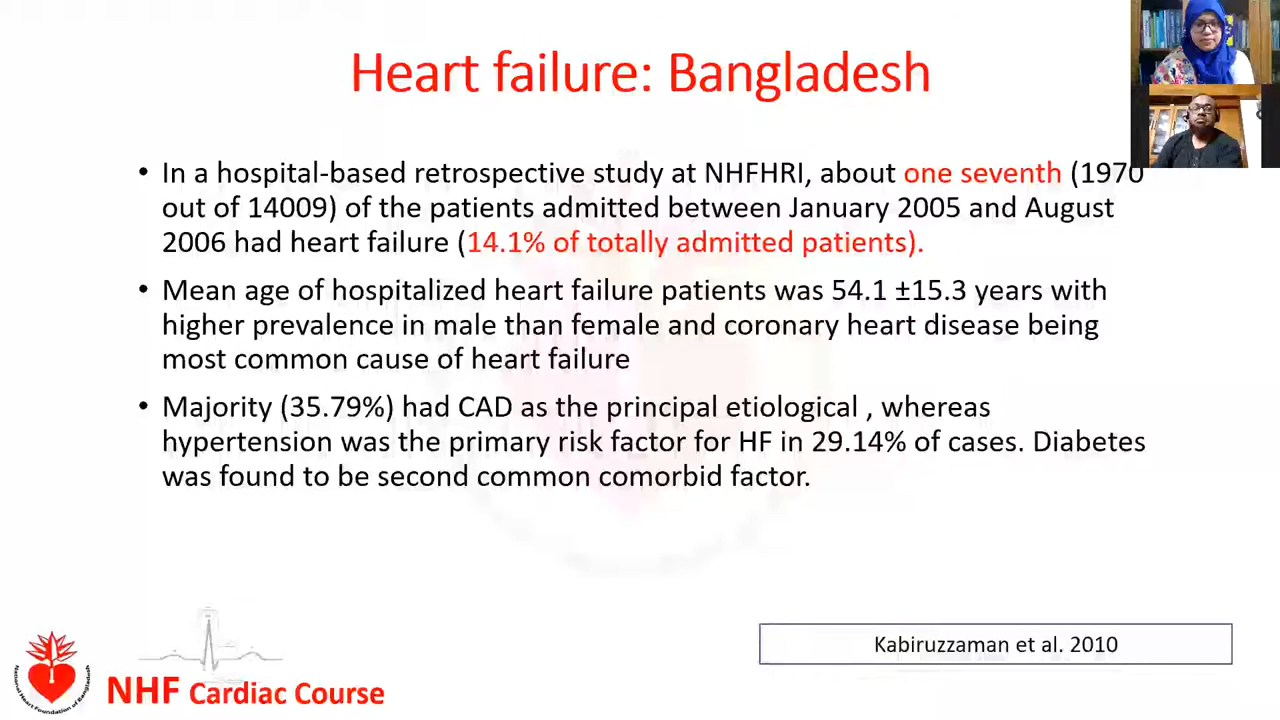 Heart failure: Bangladesh
• In a hospital-based retrospective study at NHFHRI, about one seventh (1970
out of 14009) of the patients admitted between January 2005 and August
2006 had heart failure (14.1% of totally admitted patients).
• Mean age of hospitalized heart failure patients was 54.1 ±15.3 years with
higher prevalence in male than female and coronary heart disease being
most common cause of heart failure
• Majority (35.79%) had CAD as the principal etiological , whereas
hypertension was the primary risk factor for HF in 29.14% of cases. Diabetes
was found to be second common comorbid factor.
Kabiruzzaman et al. 2010
National Heart Foundation of Bangladesh
NHF Cardiac Course